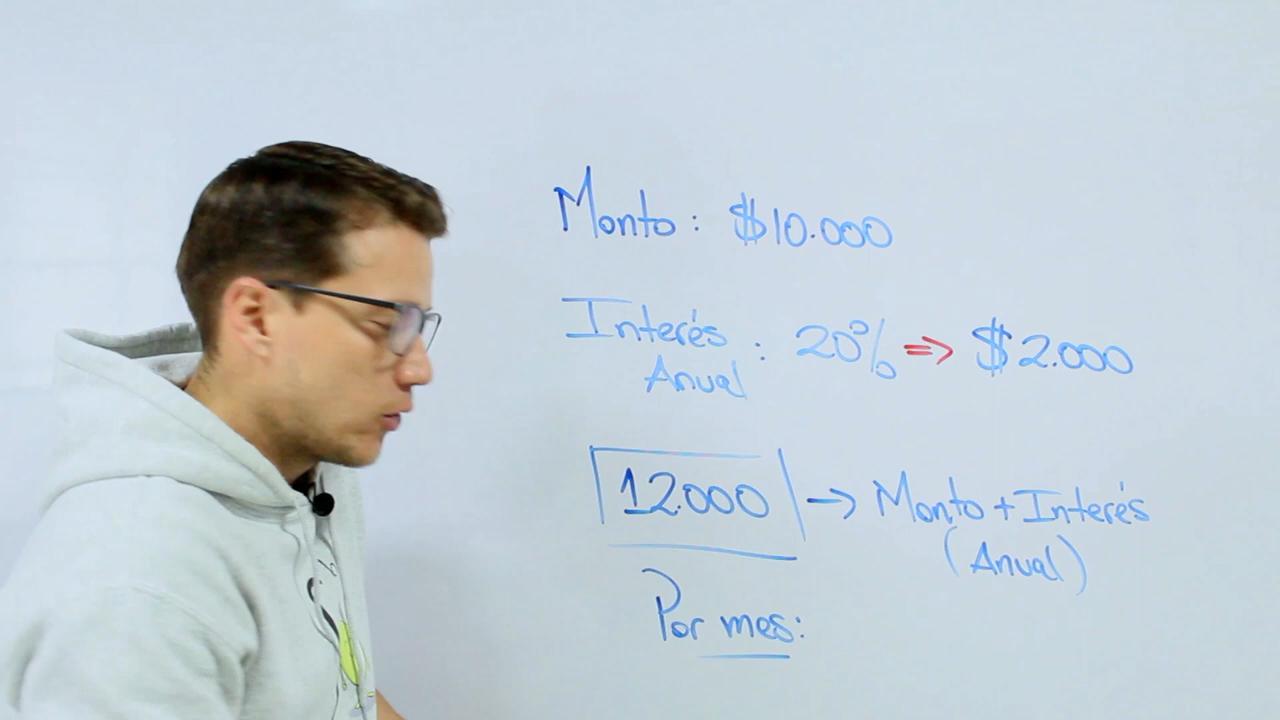 Monto: $10.000
Interés
Anual : 20% => $2.000
12.000 → Monto + Interés
(Anual)
Por mes: